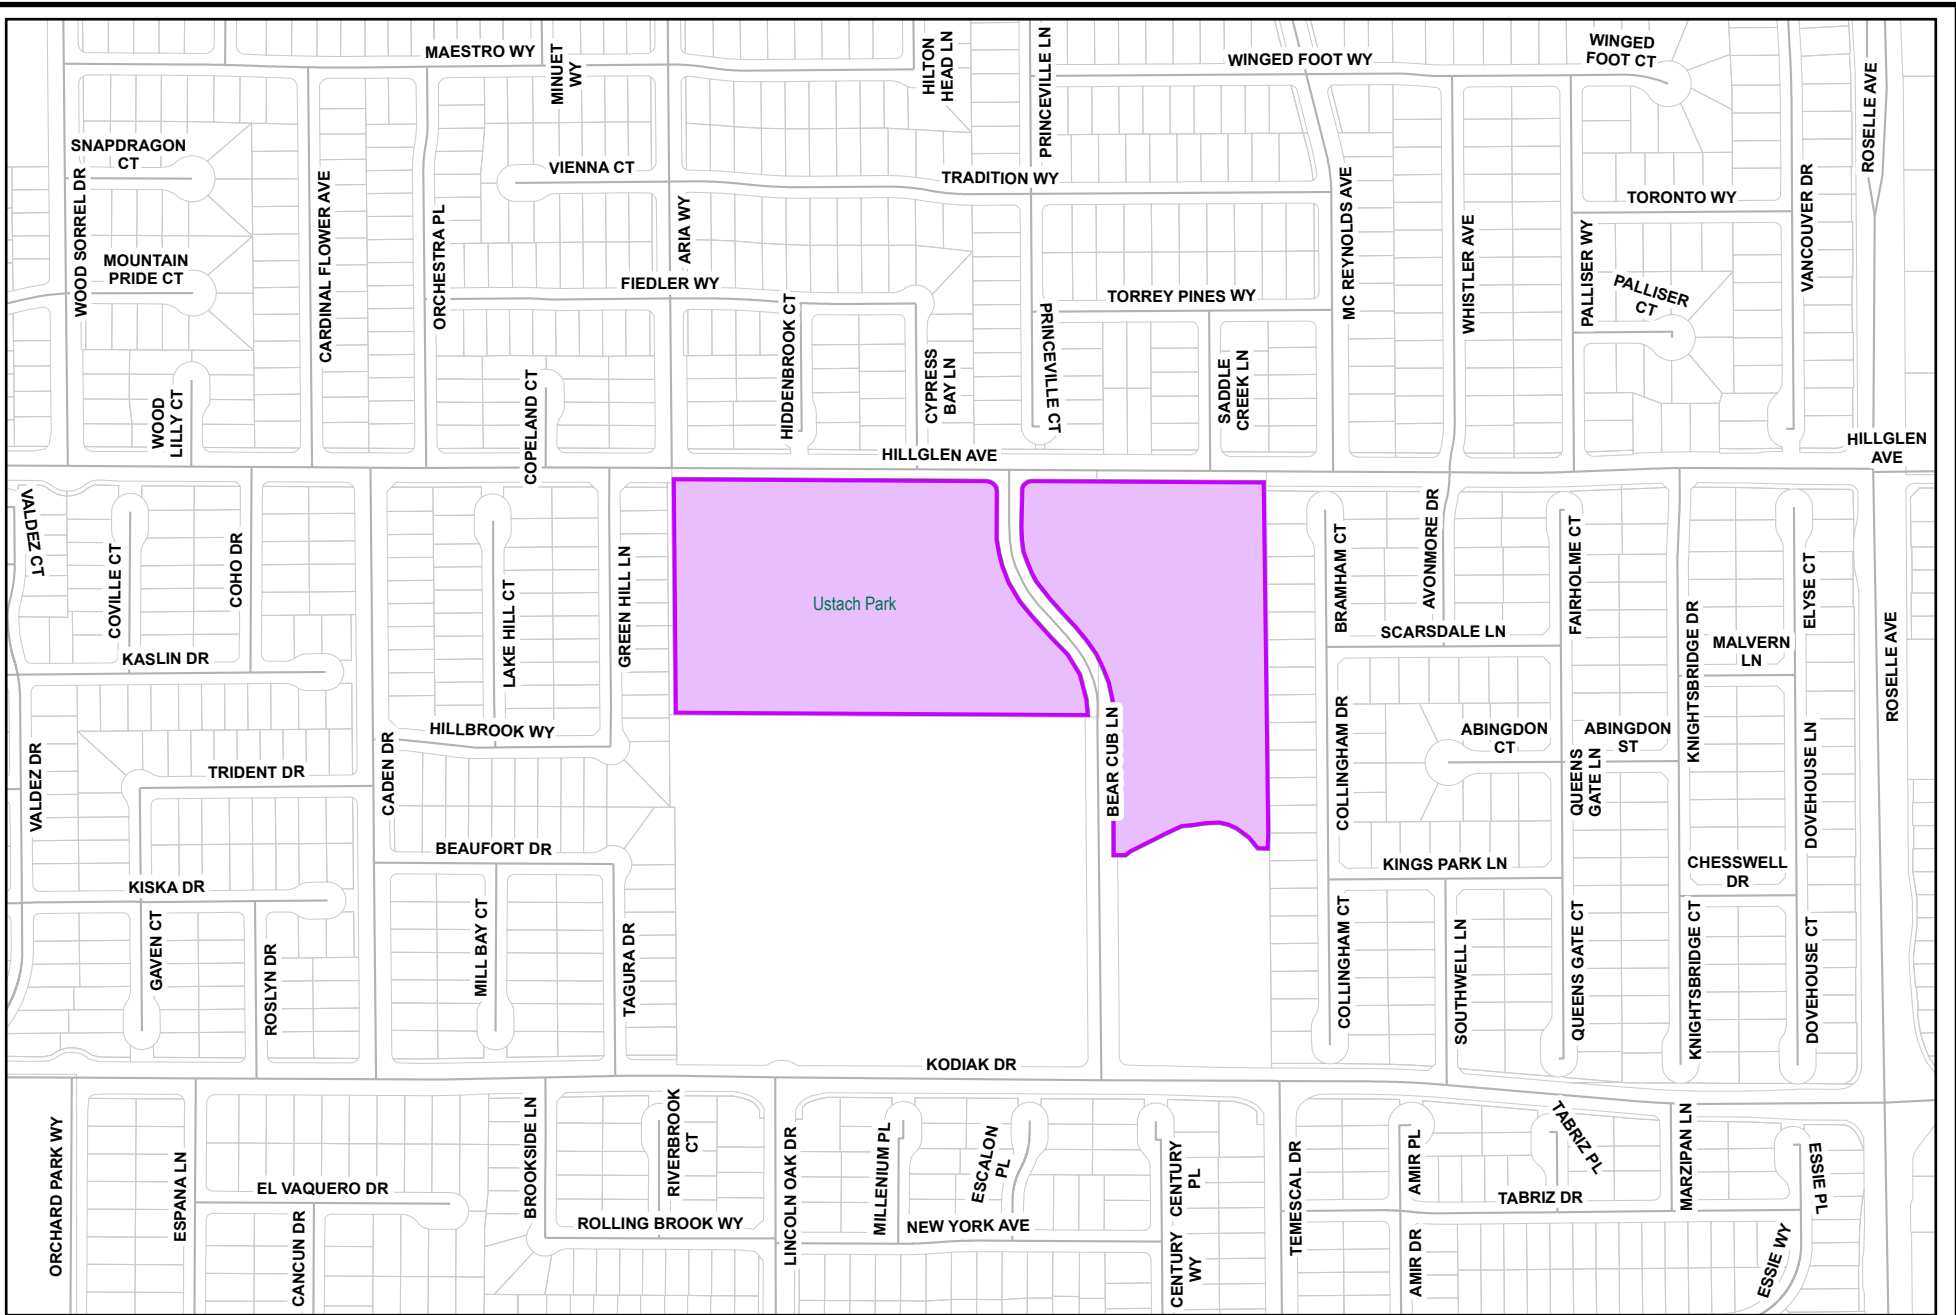 MAESTRO WY
MINUET
WY
HILTON
HEAD LN
PRINCEVILLE LN
WINGED FOOT WY
WINGED
FOOT CT
ROSELLE AVE
SNAPDRAGON
CT
WOOD SORREL DR
CARDINAL FLOWER AVE
ORCHESTRA PL
VIENNA CT
ARIA WY
TRADITION WY
MC REYNOLDS AVE
WHISTLER AVE
PALLISER WY
TORONTO WY
VANCOUVER DR
MOUNTAIN
PRIDE CT
FIEDLER WY
HIDDENBROOK CT
TORREY PINES WY
PALLISER
CT
WOOD
LILLY CT
COPELAND CT
CYPRESS
BAY LN
PRINCEVILLE CT
SADDLE
CREEK LN
HILLGLEN AVE
HILLGLEN
AVE
VALDEZ CT
COVILLE CT
COHO DR
LAKE HILL CT
GREEN HILL LN
Ustach Park
BRAMHAM CT
AVONMORE DR
FAIRHOLME CT
KNIGHTSBRIDGE DR
ELYSE CT
SCARSDALE LN
MALVERN
LN
ROSELLE AVE
KASLIN DR
HILLBROOK WY
VALDEZ DR
TRIDENT DR
CADEN DR
BEAR CUB LN
COLLINGHAM DR
ABINGDON
CT
QUEENS
GATE LN
ABINGDON
ST
DOVEHOUSE LN
BEAUFORT DR
KINGS PARK LN
CHESSWELL
DR
KISKA DR
GAVEN CT
ROSLYN DR
MILL BAY CT
TAGURA DR
COLLINGHAM CT
SOUTHWELL LN
QUEENS GATE CT
KNIGHTSBRIDGE CT
DOVEHOUSE CT
KODIAK DR
ORCHARD PARK WY
ESPANA LN
EL VAQUERO DR
CANCUN DR
BROOKSIDE LN
RIVERBROOK
CT
ROLLING BROOK WY
LINCOLN OAK DR
MILLENIUM PL
ESCALON
PL
NEW YORK AVE
CENTURY
PL
CENTURY
WY
TEMESCAL DR
AMIR PL
AMIR DR
TABRIZ PL
TABRIZ DR
MARZIPAN LN
ESSIE PL
ESSIE WY